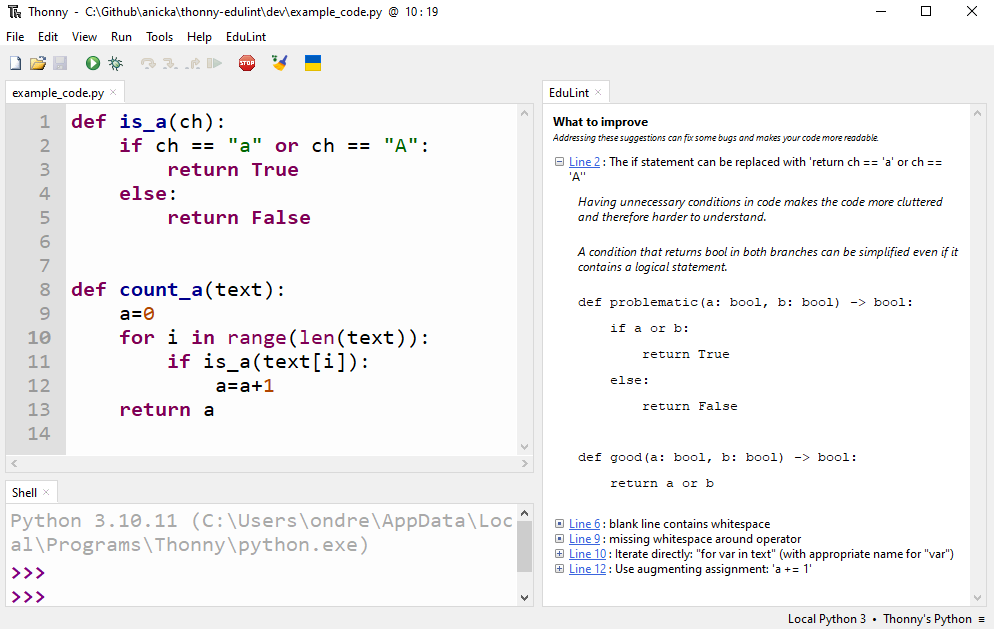 Thonny - C:\Github\anicka\thonny-edulint\dev\example_code.py @ 10:19
File Edit View Run Tools Help EduLint
STOP
example_code.py ×
1 def is_a(ch):
2 if ch == "a" or ch == "A":
3 return True
4 else:
5 return False
6
7
8 def count_a(text):
9 a=0
10 for i in range(len(text)):
11 if is_a(text[i]):
12 a=a+1
13 return a
14
Shell ×
Python 3.10.11 (C:\Users\ondre\AppData\Loc
al\Programs\Thonny\python.exe)
>>>
>>>
EduLint ×
What to improve
Addressing these suggestions can fix some bugs and makes your code more readable.
Line 2 : The if statement can be replaced with 'return ch == 'a' or ch ==
'A''
Having unnecessary conditions in code makes the code more cluttered
and therefore harder to understand.
A condition that returns bool in both branches can be simplified even if it
contains a logical statement.
def problematic(a: bool, b: bool) -> bool:
if a or b:
return True
else:
return False
def good(a: bool, b: bool) -> bool:
return a or b
Line 6 : blank line contains whitespace
Line 9 : missing whitespace around operator
Line 10 : Iterate directly: "for var in text" (with appropriate name for "var")
Line 12 : Use augmenting assignment: 'a += 1'
Local Python 3 • Thonny's Python ≡